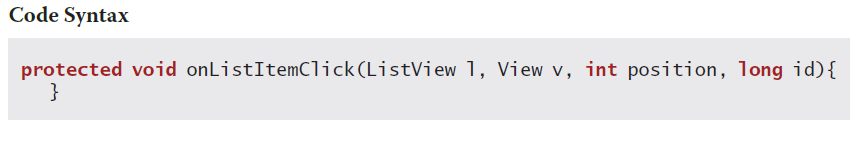 Code Syntax
protected void onListItemClick(ListView l, View v, int position, long id){
}